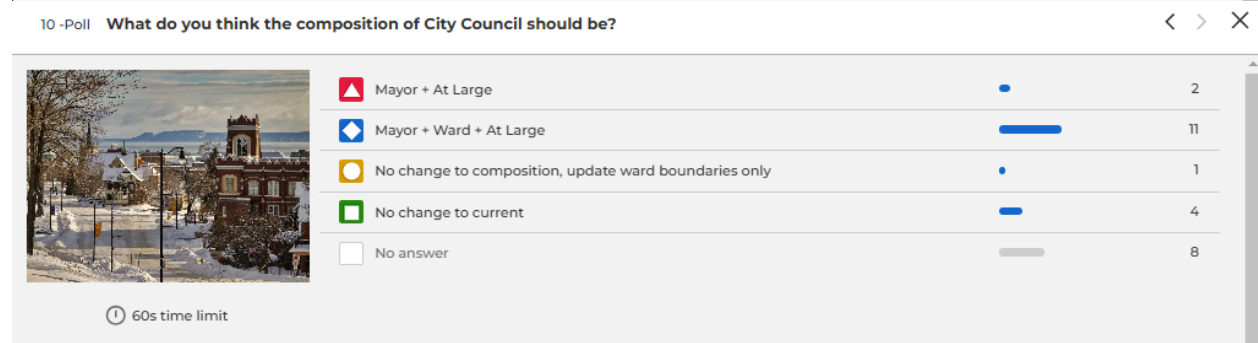 10 -Poll What do you think the composition of City Council should be?
Mayor + At Large 2
Mayor + Ward + At Large 11
No change to composition, update ward boundaries only 1
No change to current 4
No answer 8
60s time limit